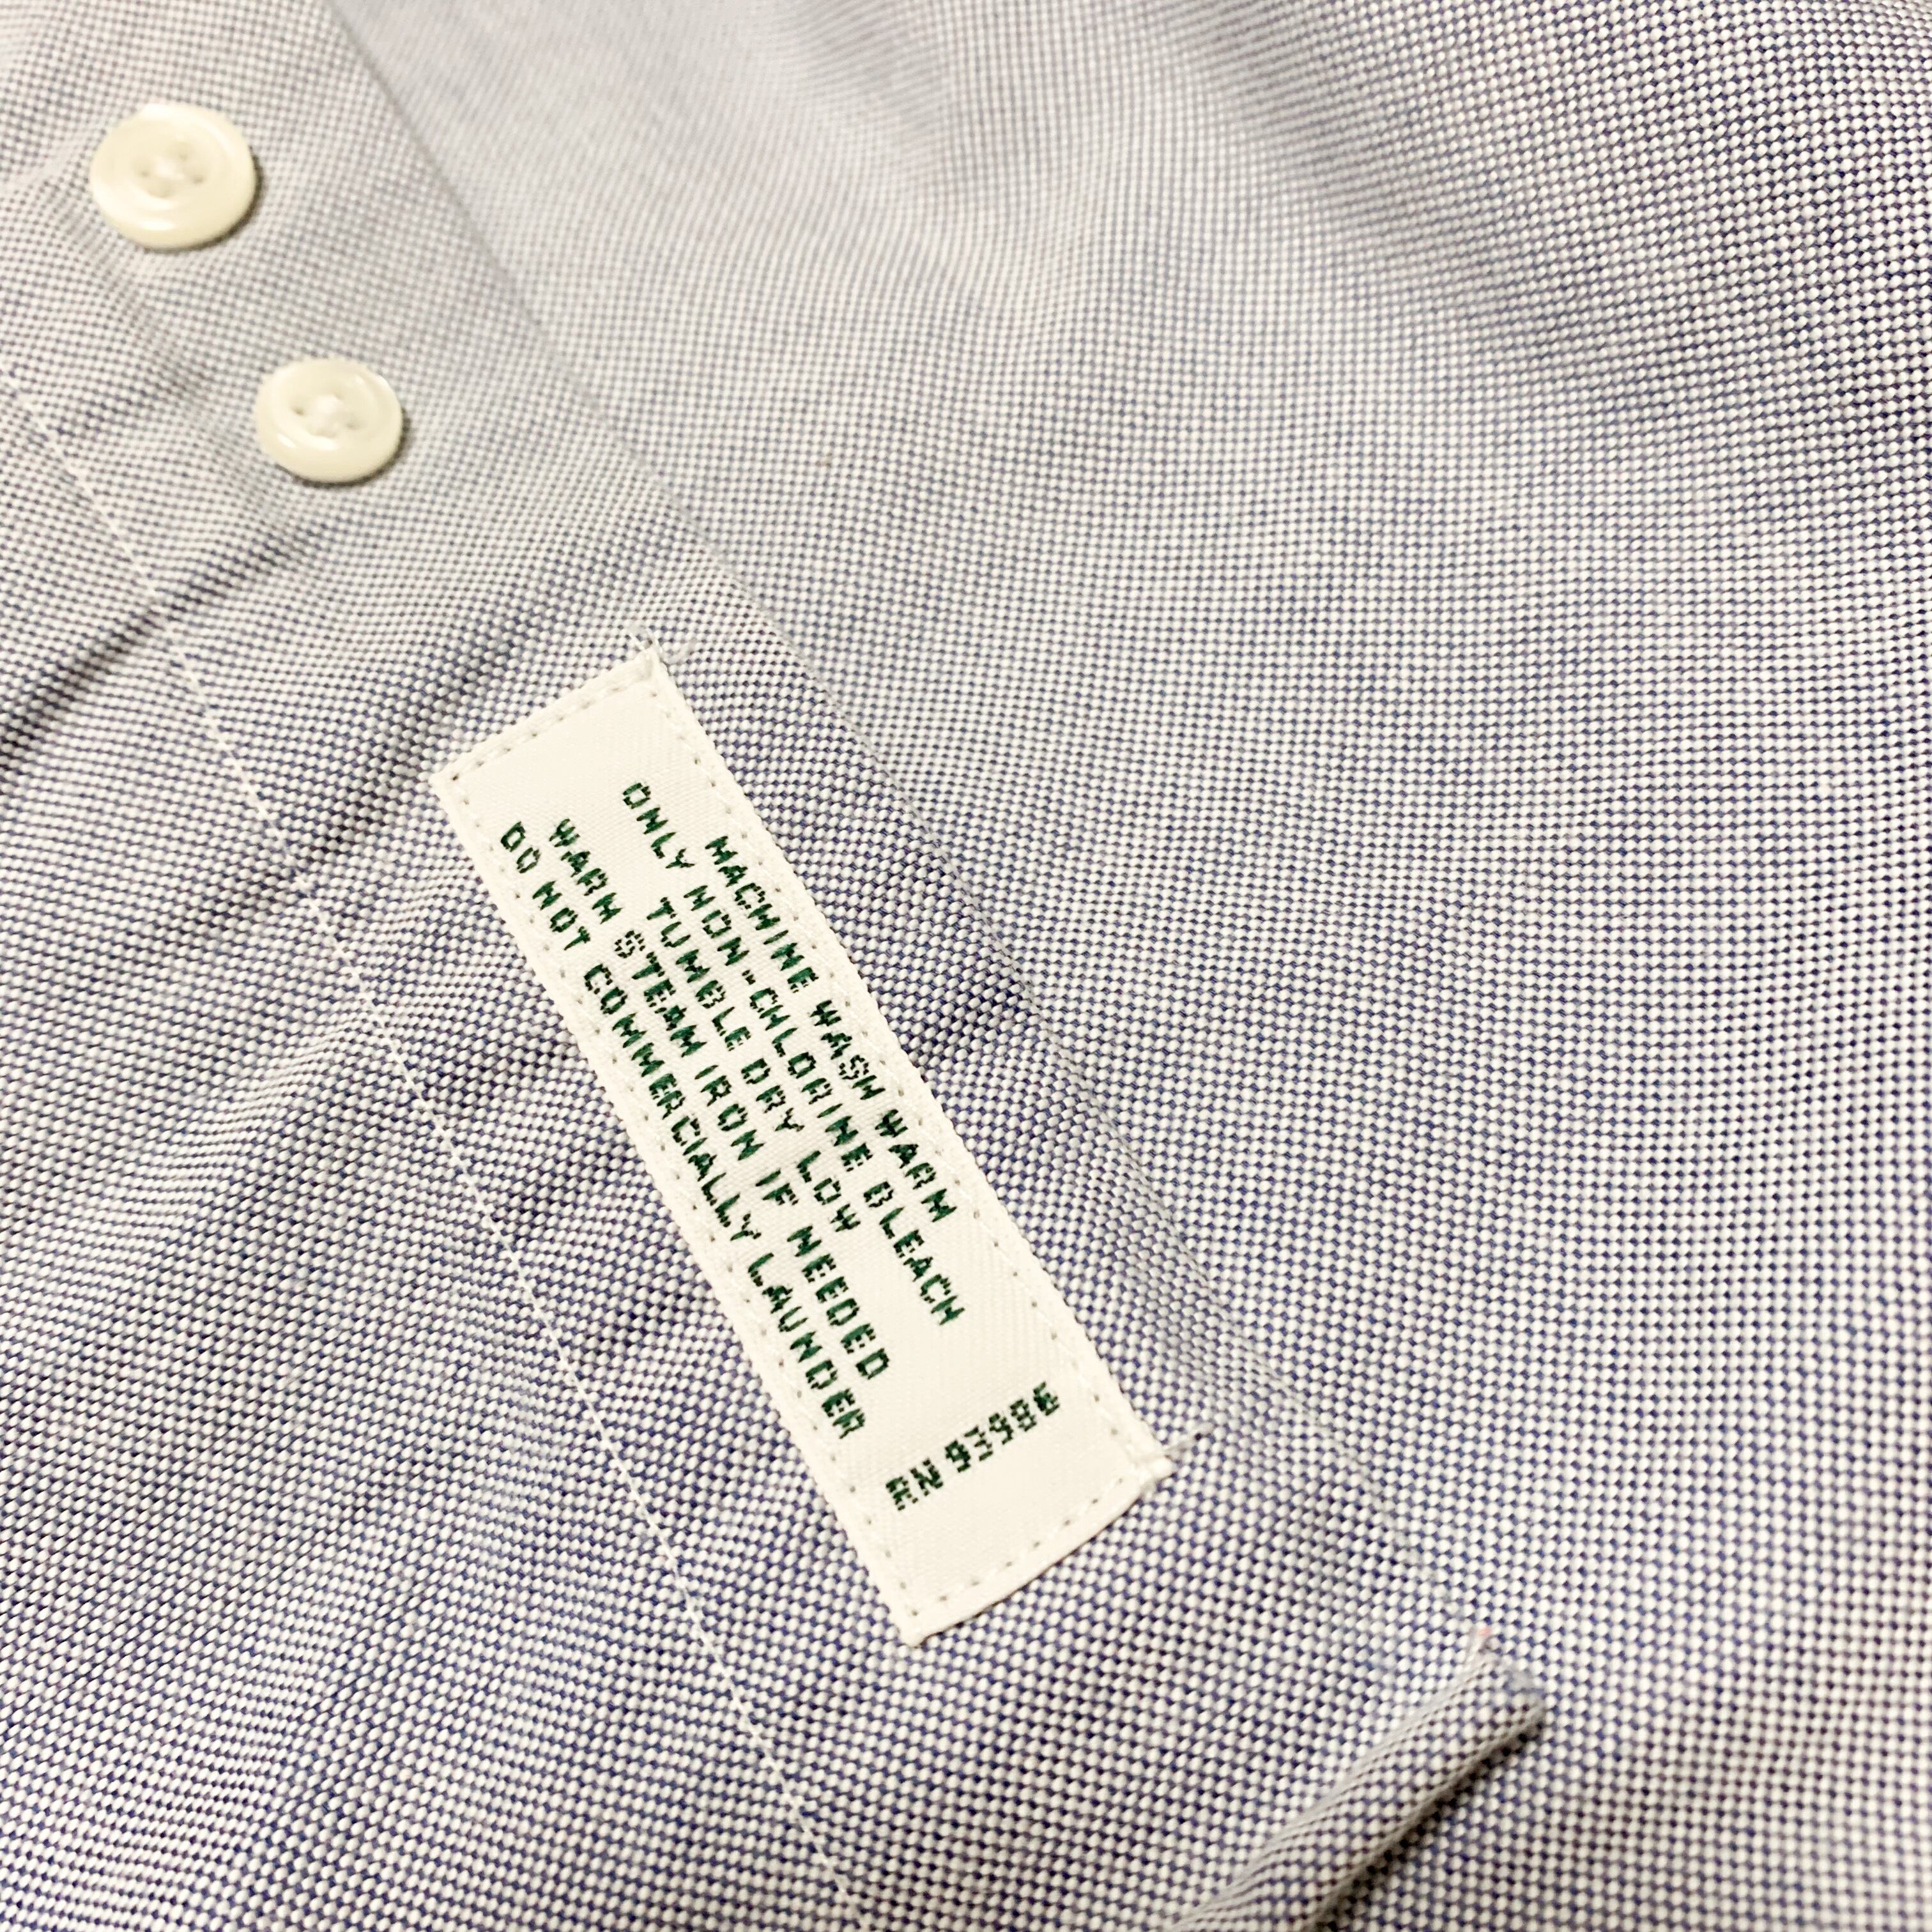 MACHINE WASH WARM
ONLY NON-CHLORINE BLEACH
TUMBLE DRY LOW
WARM STEAM IRON IF NEEDED
DO NOT COMMERCIALLY LAUNDER
RN 93986